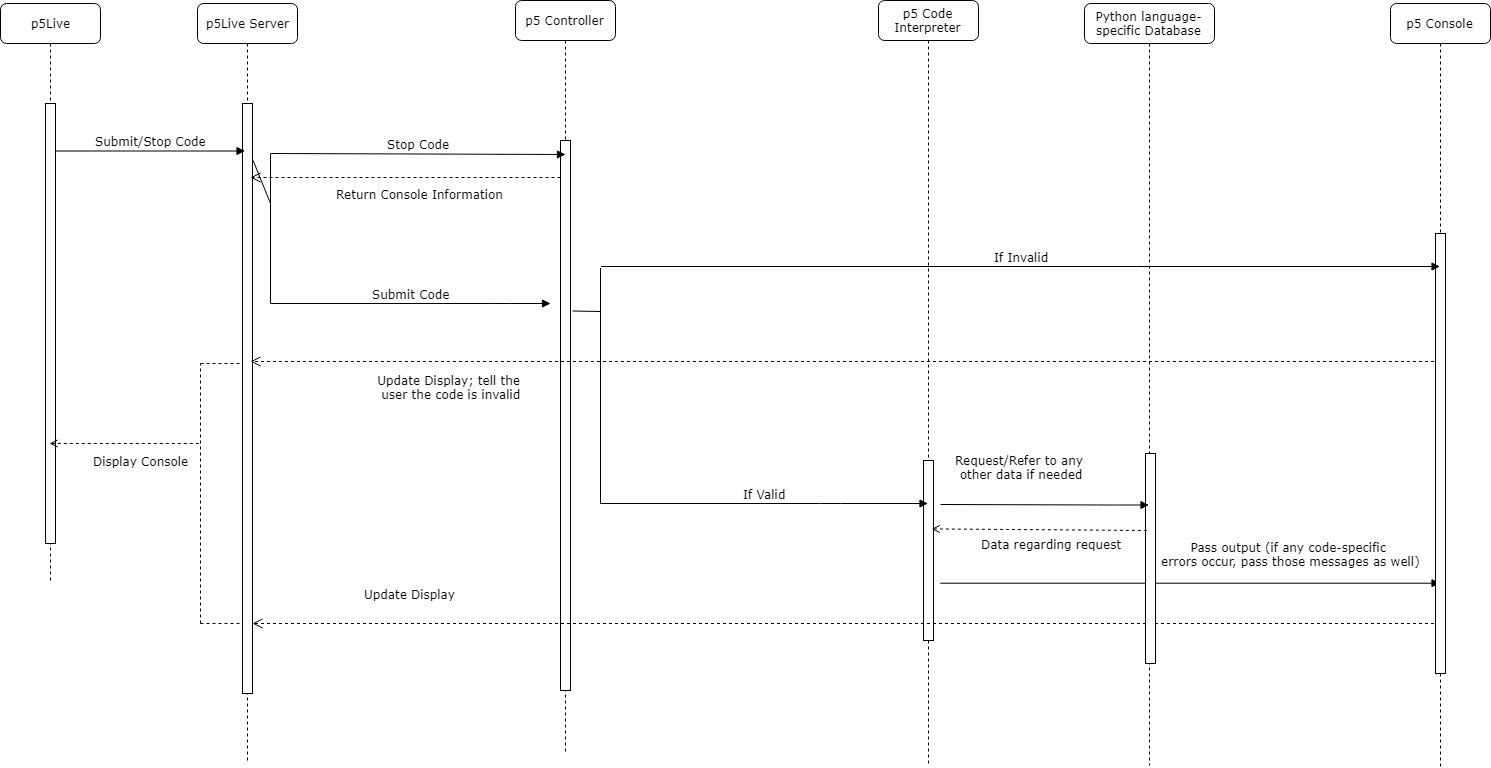 p5Live
p5Live Server
p5 Controller
p5 Code
Interpreter
Python language-
specific Database
p5 Console
Submit/Stop Code
Stop Code
Return Console Information
If Invalid
Submit Code
Update Display; tell the
user the code is invalid
Display Console
Request/Refer to any
other data if needed
If Valid
Data regarding request
Pass output (if any code-specific
errors occur, pass those messages as well)
Update Display